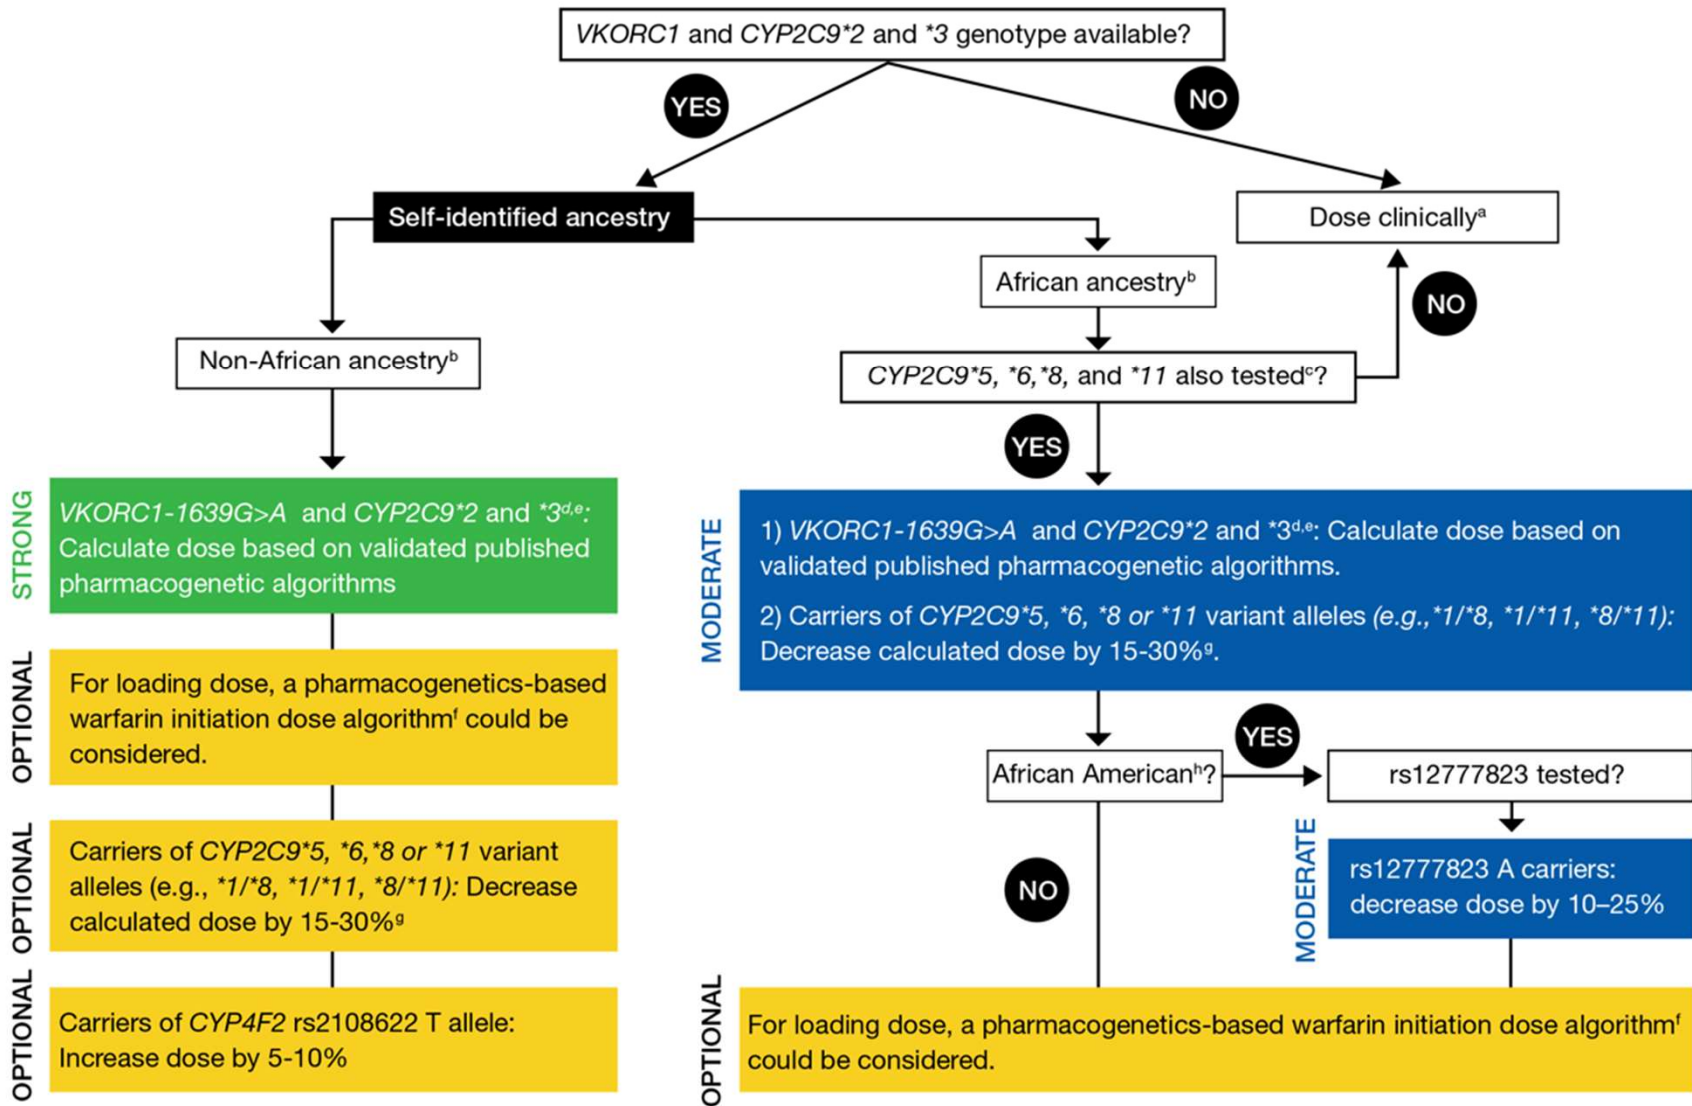 VKORC1 and CYP2C9*2 and *3 genotype available?
YES
NO
Self-identified ancestry
Dose clinicallyᵃ
African ancestryᵇ
NO
Non-African ancestryᵇ
CYP2C9*5, *6,*8, and *11 also testedᶜ?
YES
STRONG
VKORC1-1639G>A and CYP2C9*2 and *3ᵈ,ᵉ:
Calculate dose based on validated published
pharmacogenetic algorithms
MODERATE
1) VKORC1-1639G>A and CYP2C9*2 and *3ᵈ,ᵉ: Calculate dose based on
validated published pharmacogenetic algorithms.
2) Carriers of CYP2C9*5, *6, *8 or *11 variant alleles (e.g.,*1/*8, *1/*11, *8/*11):
Decrease calculated dose by 15-30%ᵍ.
OPTIONAL
For loading dose, a pharmacogenetics-based
warfarin initiation dose algorithmᶠ could be
considered.
African Americanʰ?
YES
rs12777823 tested?
OPTIONAL
Carriers of CYP2C9*5, *6,*8 or *11 variant
alleles (e.g., *1/*8, *1/*11, *8/*11): Decrease
calculated dose by 15-30%ᵍ
NO
MODERATE
rs12777823 A carriers:
decrease dose by 10–25%
OPTIONAL
Carriers of CYP4F2 rs2108622 T allele:
Increase dose by 5-10%
OPTIONAL
For loading dose, a pharmacogenetics-based warfarin initiation dose algorithmᶠ
could be considered.